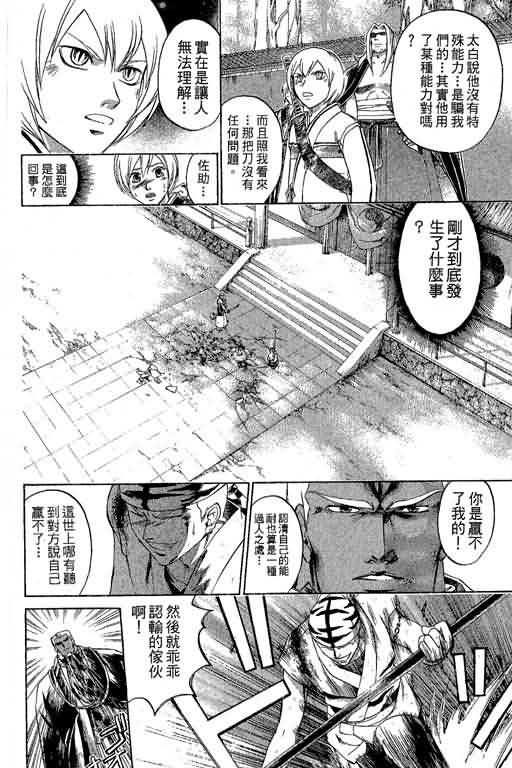 太白說他沒有特
殊能力…是騙我
們的…其實他用
了某種能力對嗎
？
而且照我看來
…那把刀沒有
任何問題。
實在是讓人
無法理解…
佐助…
這到底
是怎麼
回事？
剛才到底發
生了什麼事
？
你是贏不
了我的！
認清自己的能
耐也算是一種
過人之處…
這世上哪有聽
到對方說自己
贏不了…
然後就乖乖
認輸的傢伙
啊！